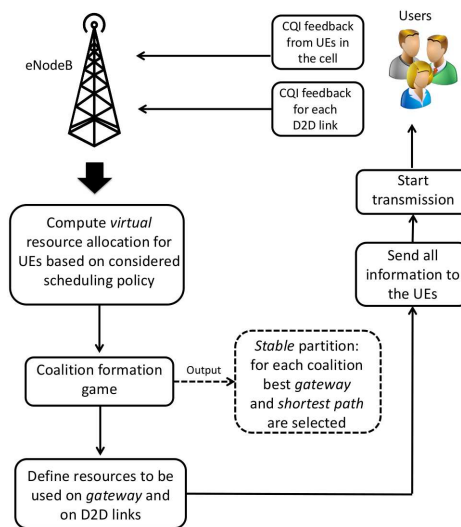 eNodeB
CQI feedback
from UEs in
the cell
Users
CQI feedback
for each
D2D link
Start
transmission
Compute virtual
resource allocation for
UEs based on considered
scheduling policy
Send all
information to
the UEs
Coalition formation
game
Output
Stable partition:
for each coalition
best gateway
and shortest path
are selected
Define resources to be
used on gateway and
on D2D links